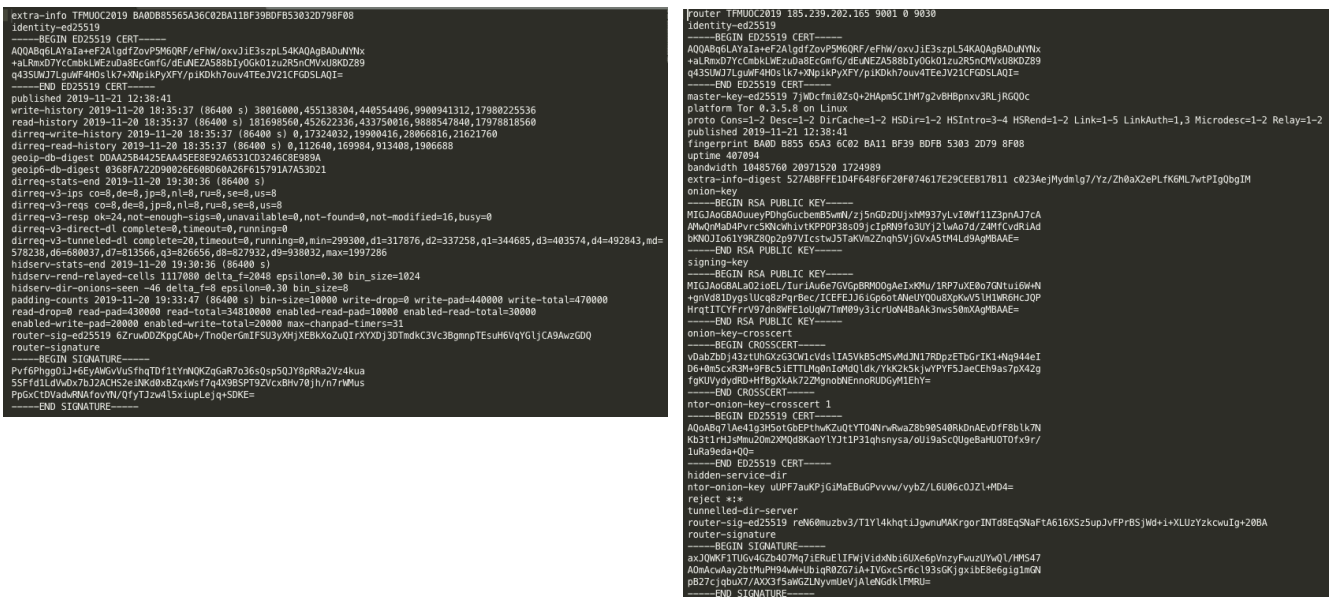 extra-info TFMUOC2019 BA0DB85565A36C02BA11BF39BDFB53032D798F08
identity-ed25519
-----BEGIN ED25519 CERT-----
AQQABq6LAYaIa+eF2AlgdfZovP5M6QRF/eFhW/oxvJiE3szpL54KAQAgBADuNYNx
+aLRmxD7YcCmbkLWEzuDa8EcGmfG/dEuNEZA588bIyOGkO1zu2R5nCMVxU8KDZ89
q43SUWJ7LguWF4HOslk7+XNpikPyXFY/piKDkh7ouv4TEeJV21CFGDSLAQI=
-----END ED25519 CERT-----
published 2019-11-21 12:38:41
write-history 2019-11-20 18:35:37 (86400 s) 38016000,455138304,440554496,9900941312,17980225536
read-history 2019-11-20 18:35:37 (86400 s) 181698560,452622336,433750016,9888547840,17978818560
dirreq-write-history 2019-11-20 18:35:37 (86400 s) 0,17324032,19900416,28066816,21621760
dirreq-read-history 2019-11-20 18:35:37 (86400 s) 0,112640,169984,913408,1906688
geoip-db-digest DDAA25B4425EAA45EE8E92A6531CD3246C8E989A
geoip6-db-digest 0368FA722D90026E60BD60A26F615791A7A53D21
dirreq-stats-end 2019-11-20 19:30:36 (86400 s)
dirreq-v3-ips co=8,de=8,jp=8,nl=8,ru=8,se=8,us=8
dirreq-v3-reqs co=8,de=8,jp=8,nl=8,ru=8,se=8,us=8
dirreq-v3-resp ok=24,not-enough-sigs=0,unavailable=0,not-found=0,not-modified=16,busy=0
dirreq-v3-direct-dl complete=0,timeout=0,running=0
dirreq-v3-tunneled-dl complete=20,timeout=0,running=0,min=299300,d1=317876,d2=337258,q1=344685,d3=403574,d4=492843,md=
578238,d6=680037,d7=813566,q3=826656,d8=827932,d9=938032,max=1997286
hidserv-stats-end 2019-11-20 19:30:36 (86400 s)
hidserv-rend-relayed-cells 1117080 delta_f=2048 epsilon=0.30 bin_size=1024
hidserv-dir-onions-seen -46 delta_f=8 epsilon=0.30 bin_size=8
padding-counts 2019-11-20 19:33:47 (86400 s) bin-size=10000 write-drop=0 write-pad=440000 write-total=470000
read-drop=0 read-pad=430000 read-total=34810000 enabled-read-pad=10000 enabled-read-total=30000
enabled-write-pad=20000 enabled-write-total=20000 max-chanpad-timers=31
router-sig-ed25519 6ZruwDDZKpgCAb+/TnoQerGmIFSU3yXHjXEBkXoZuQIrXYXDj3DTmdkC3Vc3BgmnpTEsuH6VqYGljCA9AwzGDQ
router-signature
-----BEGIN SIGNATURE-----
Pvf6PhggOiJ+6EyAWGvVuSfhqTDf1tYnNQKZqGaR7o36sQsp5QJY8pRRa2Vz4kua
5SFfd1LdVwDx7bJ2ACHS2eiNKd0xBZqxWsf7q4X9BSPT9ZVcxBHv70jh/n7rWMus
PpGxCtDVadwRNAfovYN/QfyTJzw4l5xiupLejq+SDKE=
-----END SIGNATURE-----
router TFMUOC2019 185.239.202.165 9001 0 9030
identity-ed25519
-----BEGIN ED25519 CERT-----
AQQABq6LAYaIa+eF2AlgdfZovP5M6QRF/eFhW/oxvJiE3szpL54KAQAgBADuNYNx
+aLRmxD7YcCmbkLWEzuDa8EcGmfG/dEuNEZA588bIyOGkO1zu2R5nCMVxU8KDZ89
q43SUWJ7LguWF4HOslk7+XNpikPyXFY/piKDkh7ouv4TEeJV21CFGDSLAQI=
-----END ED25519 CERT-----
master-key-ed25519 7jWDcfmi0ZsQ+2HApm5C1hM7g2vBHBpnxv3RLjRGQOc
platform Tor 0.3.5.8 on Linux
proto Cons=1-2 Desc=1-2 DirCache=1-2 HSDir=1-2 HSIntro=3-4 HSRend=1-2 Link=1-5 LinkAuth=1,3 Microdesc=1-2 Relay=1-2
published 2019-11-21 12:38:41
fingerprint BA0D B855 65A3 6C02 BA11 BF39 BDFB 5303 2D79 8F08
uptime 407094
bandwidth 10485760 20971520 1724989
extra-info-digest 527ABBFFE1D4F648F6F20F074617E29CEEB17B11 c023AejMydmlg7/Yz/Zh0aX2ePLfK6ML7wtPIgQbgIM
onion-key
-----BEGIN RSA PUBLIC KEY-----
MIGJAoGBAOuueyPDhgGucbemB5wmN/zj5nGDzDUjxhM937yLvI0Wf11Z3pnAJ7cA
AMwQnMaD4Pvrc5KNcWhivtKPPOP38sO9jcIpRN9fo3UYj2lwAo7d/Z4MfCvdRiAd
bKNOJIo61Y9RZ8Qp2p97VIcstwJ5TaKVm2Znqh5VjGVxA5tM4Ld9AgMBAAE=
-----END RSA PUBLIC KEY-----
signing-key
-----BEGIN RSA PUBLIC KEY-----
MIGJAoGBALaO2ioEL/IuriAu6e7GVGpBRMOOgAeIxKMu/1RP7uXE0o7GNtui6W+N
+gnVd81DygslUcq8zPqrBec/ICEFEJJ6iGp6otANeUYQOu8XpKwV5lH1WR6HcJQP
HrqtITCYFrrV97dn8WFE1oUqW7TmM09y3icrUoN4BaAk3nws50mXAgMBAAE=
-----END RSA PUBLIC KEY-----
onion-key-crosscert
-----BEGIN CROSSCERT-----
vDabZbDj43ztUhGXzG3CW1cVdslIA5VkB5cMSvMdJN17RDpzETbGrIK1+Nq944eI
D6+0m5cxR3M+9FBc5iETTLMq0nIoMdQldk/YkK2k5kjwYPYF5JaeCEh9as7pX42g
fgKUVydydRD+HfBgXkAk72ZMgnobNEnnoRUDGyM1EhY=
-----END CROSSCERT-----
ntor-onion-key-crosscert 1
-----BEGIN ED25519 CERT-----
AQoABq7lAe41g3H5otGbEPthwKZuQtYTO4NrwRwaZ8b90S40RkDnAEvDfF8blk7N
Kb3t1rHJsMmu2Om2XMQd8KaoYlYJt1P31qhsnysa/oUi9aScQUgeBaHUOTOfx9r/
1uRa9eda+QQ=
-----END ED25519 CERT-----
hidden-service-dir
ntor-onion-key uUPF7auKPjGiMaEBuGPvvvw/vybZ/L6U06cOJZl+MD4=
reject *:*
tunnelled-dir-server
router-sig-ed25519 reN60muzbv3/T1Yl4khqtiJgwnuMAKrgorINTd8EqSNaFtA616XSz5upJvFPrBSjWd+i+XLUzYzkcwuIg+20BA
router-signature
-----BEGIN SIGNATURE-----
axJQWKF1TUGv4GZb4O7Mq7iERuElIFWjVidxNbi6UXe6pVnzyFwuzUYwQl/HMS47
AOmAcwAay2btMuPH94wW+UbiqR0ZG7iA+IVGxcSr6cl93sGKjgxibE8e6gig1mGN
pB27cjqbuX7/AXX3f5aWGZLNyvmUeVjAleNGdklFMRU=
-----END SIGNATURE-----